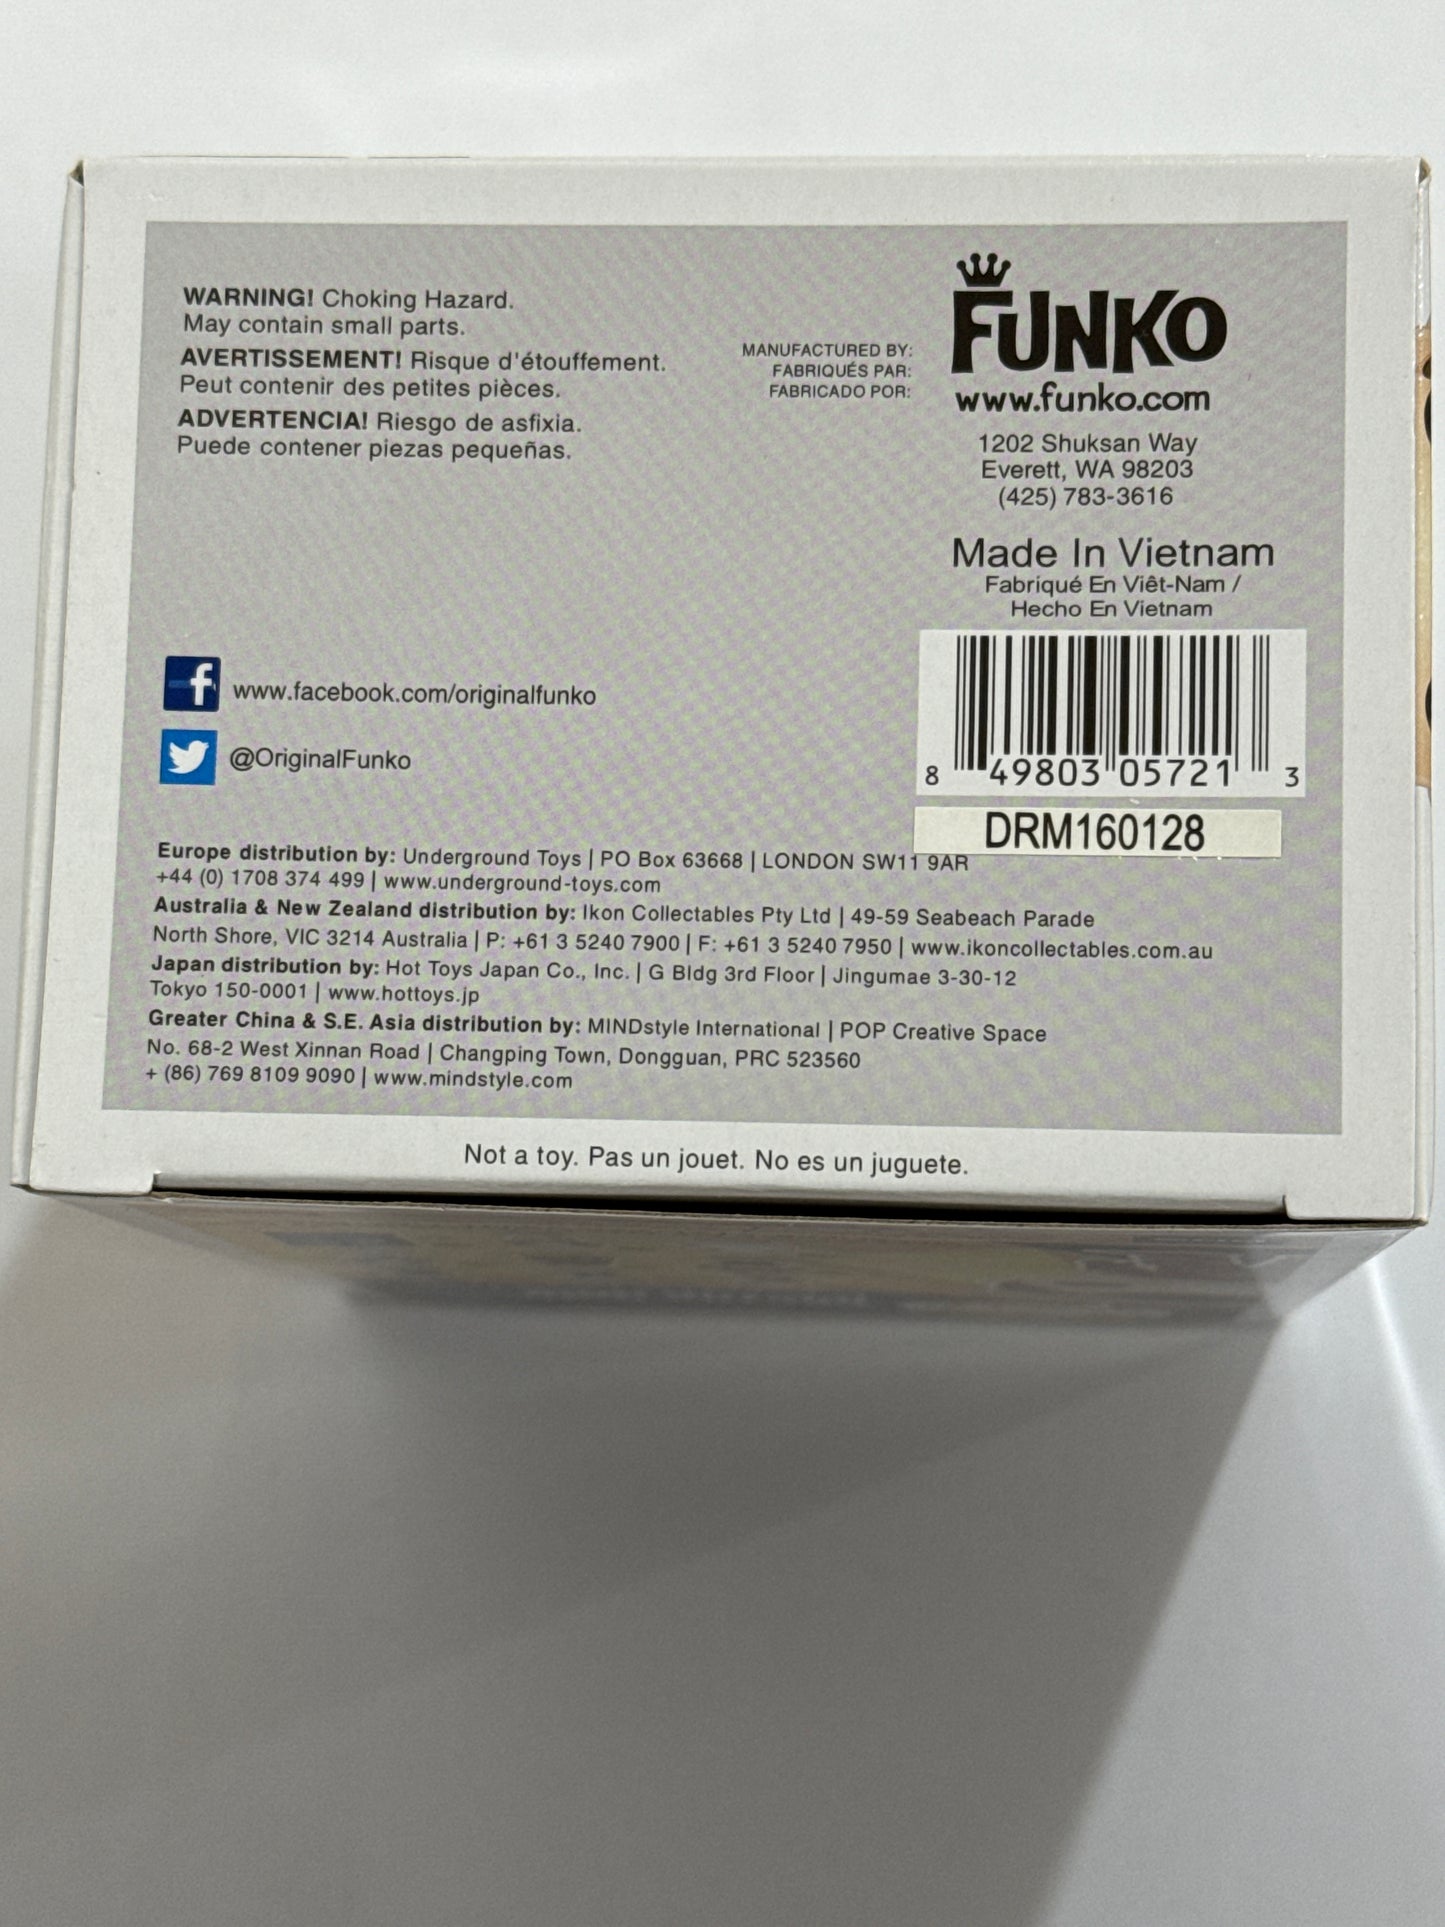 WARNING! Choking Hazard.
May contain small parts.
AVERTISSEMENT! Risque d'étouffement.
Peut contenir des petites pièces.
ADVERTENCIA! Riesgo de asfixia.
Puede contener piezas pequeñas.
MANUFACTURED BY:
FABRIQUÉS PAR:
FABRICADO POR:
FUNKO
www.funko.com
1202 Shuksan Way
Everett, WA 98203
(425) 783-3616
Made In Vietnam
Fabriqué En Viêt-Nam /
Hecho En Vietnam
8 49803 05721 3
DRM160128
f www.facebook.com/originalfunko
@OriginalFunko
Europe distribution by: Underground Toys | PO Box 63668 | LONDON SW11 9AR
+44 (0) 1708 374 499 | www.underground-toys.com
Australia & New Zealand distribution by: Ikon Collectables Pty Ltd | 49-59 Seabeach Parade
North Shore, VIC 3214 Australia | P: +61 3 5240 7900 | F: +61 3 5240 7950 | www.ikoncollectables.com.au
Japan distribution by: Hot Toys Japan Co., Inc. | G Bldg 3rd Floor | Jingumae 3-30-12
Tokyo 150-0001 | www.hottoys.jp
Greater China & S.E. Asia distribution by: MINDstyle International | POP Creative Space
No. 68-2 West Xinnan Road | Changping Town, Dongguan, PRC 523560
+ (86) 769 8109 9090 | www.mindstyle.com
Not a toy. Pas un jouet. No es un juguete.